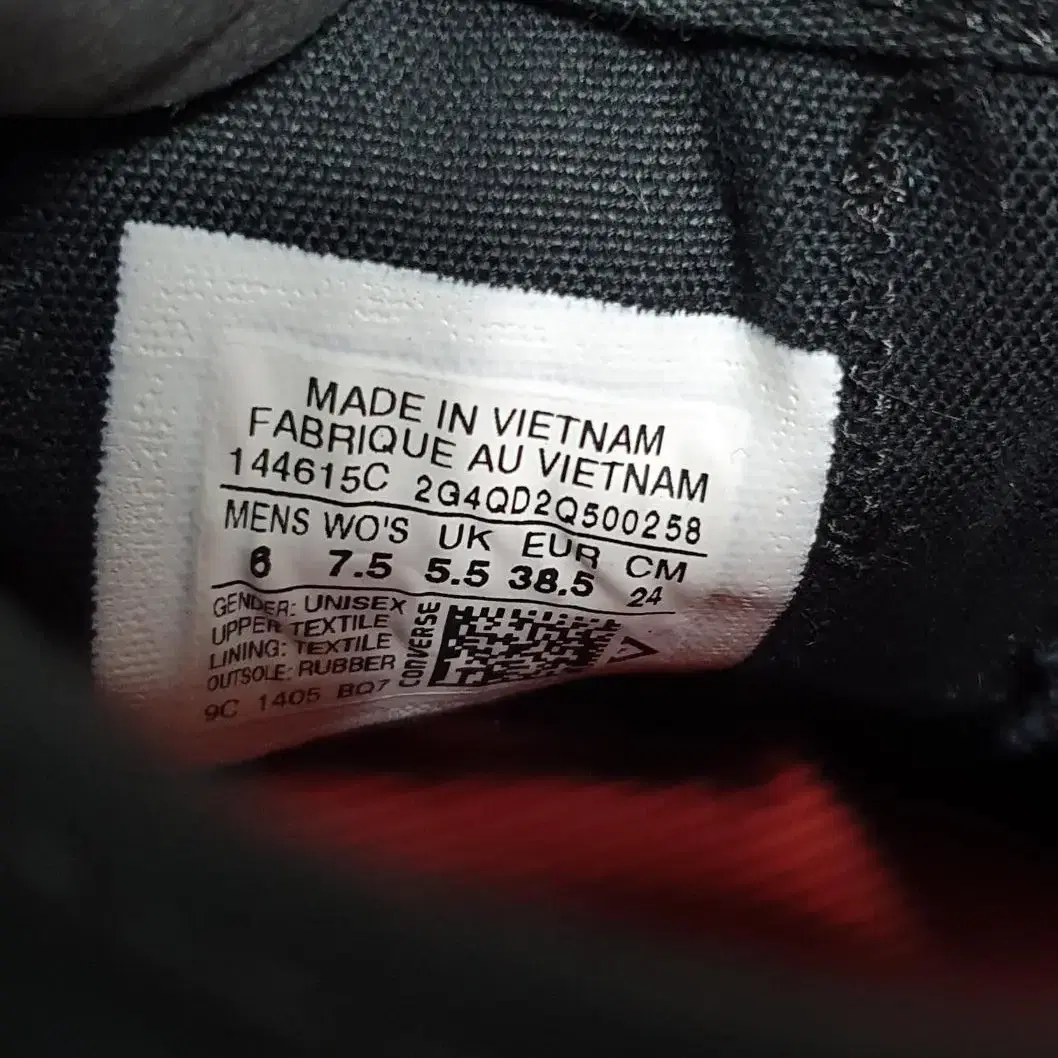 MADE IN VIETNAM
FABRIQUE AU VIETNAM
144615C 2G4QD2Q500258
MENS WO'S UK EUR CM
6 7.5 5.5 38.5 24
GENDER: UNISEX
UPPER TEXTILE
LINING: TEXTILE
OUTSOLE: RUBBER
9C 1405 BQ7
CONVERSE